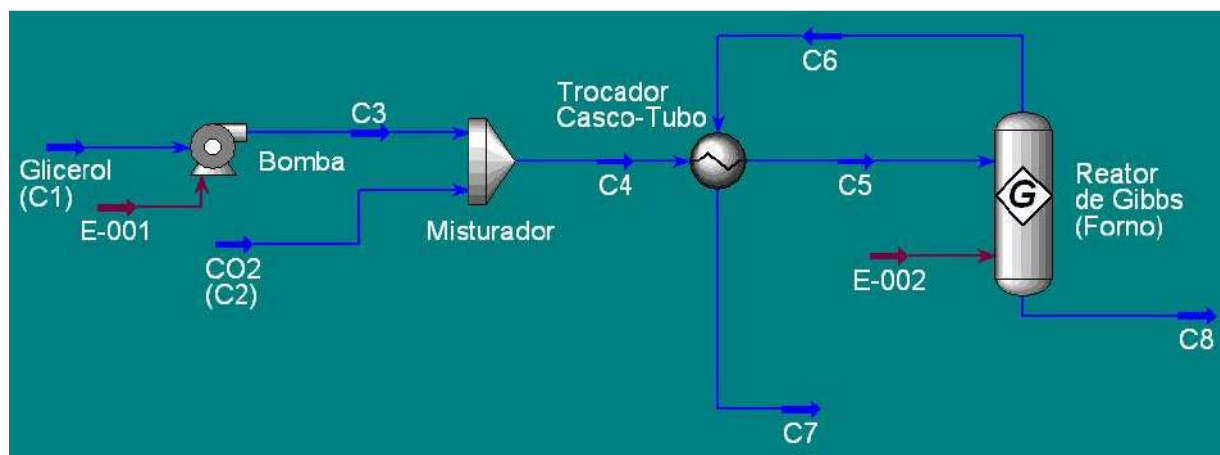 C6
Trocador
Casco-Tubo
C3
Glicerol
(C1)
Bomba
E-001
C4
C5
Reator
de Gibbs
(Forno)
G
Misturador
CO2
(C2)
E-002
C8
C7